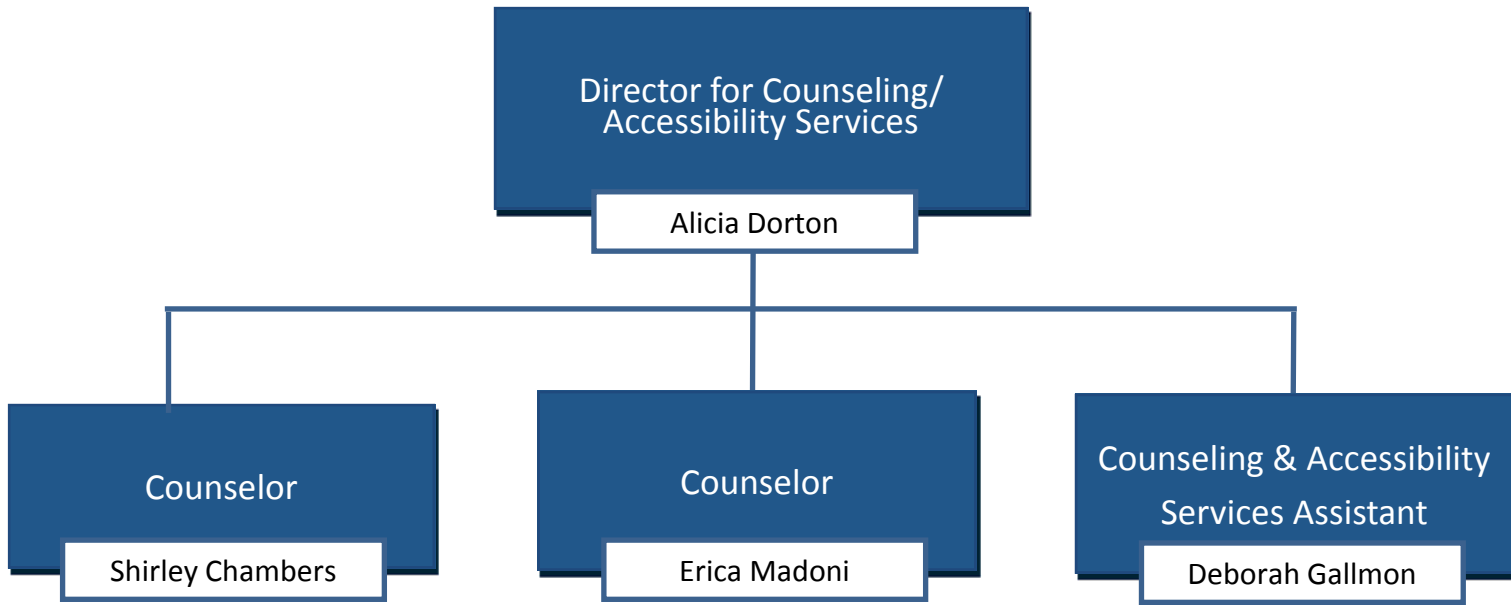 Director for Counseling/
Accessibility Services
Alicia Dorton
Counselor
Shirley Chambers
Counselor
Erica Madoni
Counseling & Accessibility
Services Assistant
Deborah Gallmon